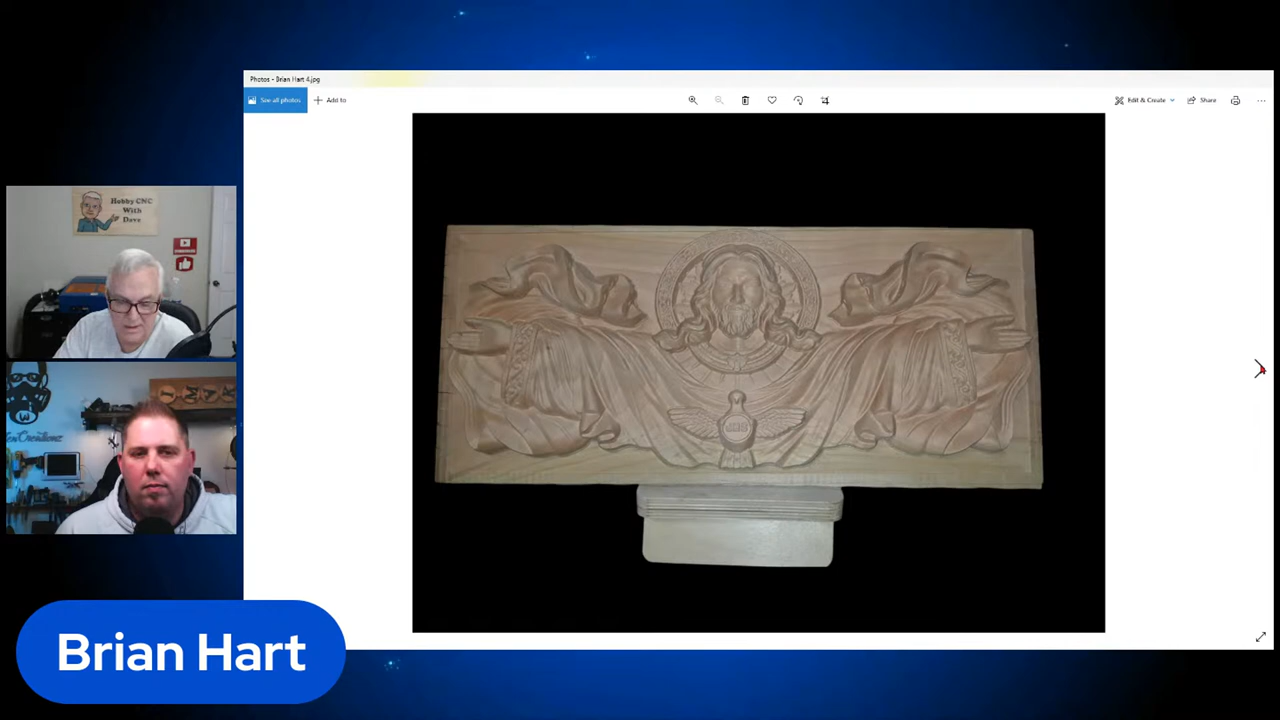 Photos - Brian Hart 4.jpg
See all photos
Add to
Edit & Create
Share
Hobby CNC
With
Dave
Brian Hart